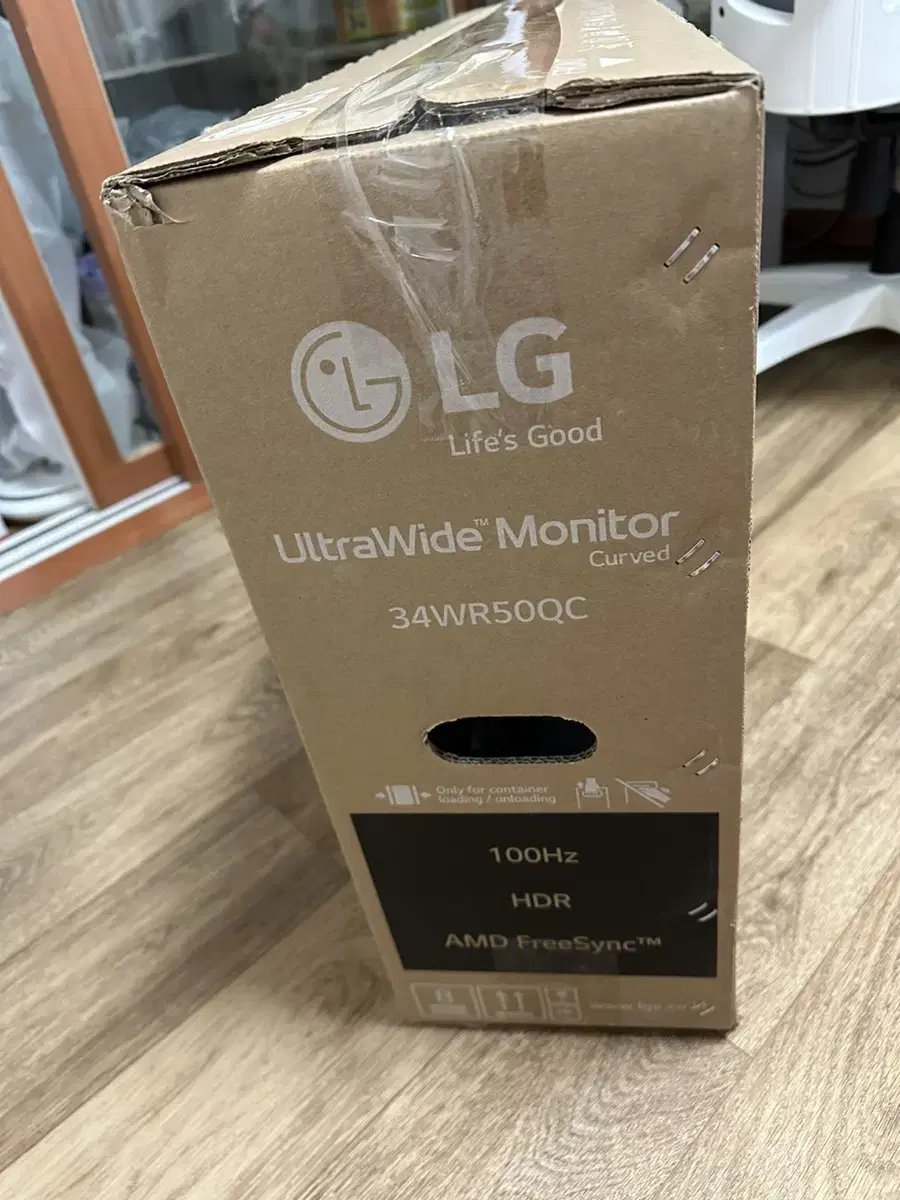 LG
Life's Good
UltraWide™ Monitor
Curved
34WR50QC
Only for container
loading / unloading
100Hz
HDR
AMD FreeSync™